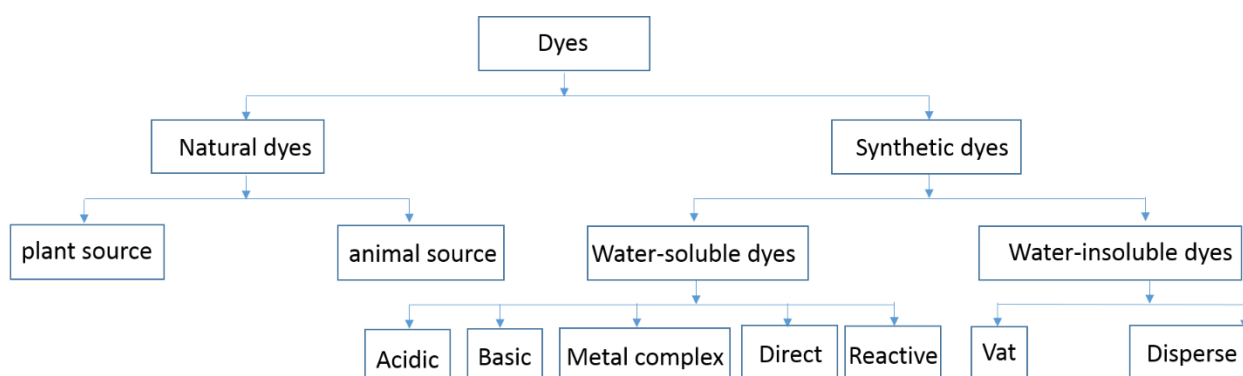 Dyes
Natural dyes
Synthetic dyes
plant source
animal source
Water-soluble dyes
Water-insoluble dyes
Acidic
Basic
Metal complex
Direct
Reactive
Vat
Disperse